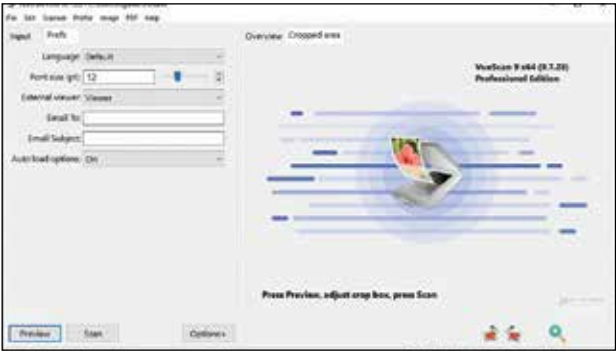 File Edit Scanner Profile Image PDF Help
Input Prefs
Overview Cropped area
Language: Default
Font size (pt): 12
External viewer: Viewer
Email To:
Email Subject:
Auto load options: On
VueScan 9 x64 (9.7.28)
Professional Edition
Press Preview, adjust crop box, press Scan
Preview Scan Options+